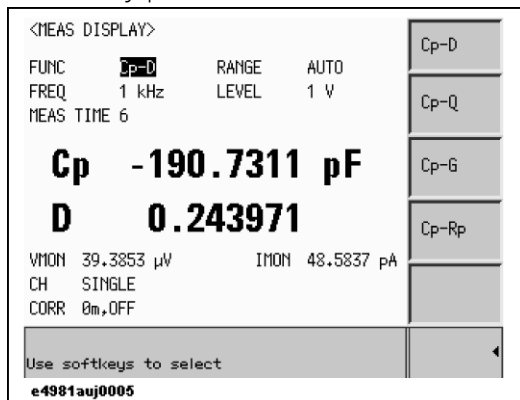 <MEAS DISPLAY>
FUNC Cp-D RANGE AUTO
FREQ 1 kHz LEVEL 1 V
MEAS TIME 6
Cp -190.7311 pF
D 0.243971
VMON 39.3853 µV IMON 48.5837 pA
CH SINGLE
CORR 0m,OFF
Use softkeys to select
Cp-D
Cp-Q
Cp-G
Cp-Rp
e4981auj0005